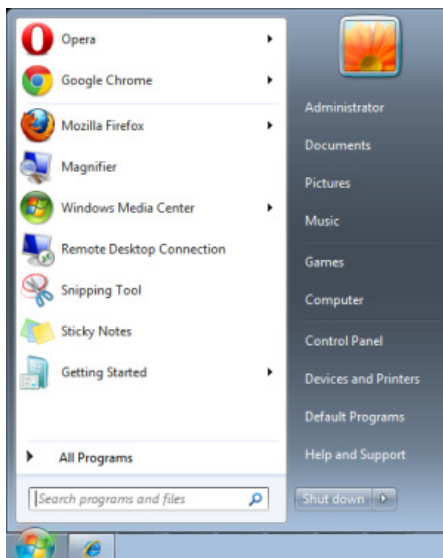 Opera
Google Chrome
Mozilla Firefox
Magnifier
Windows Media Center
Remote Desktop Connection
Snipping Tool
Sticky Notes
Getting Started
All Programs
Search programs and files
Administrator
Documents
Pictures
Music
Games
Computer
Control Panel
Devices and Printers
Default Programs
Help and Support
Shut down